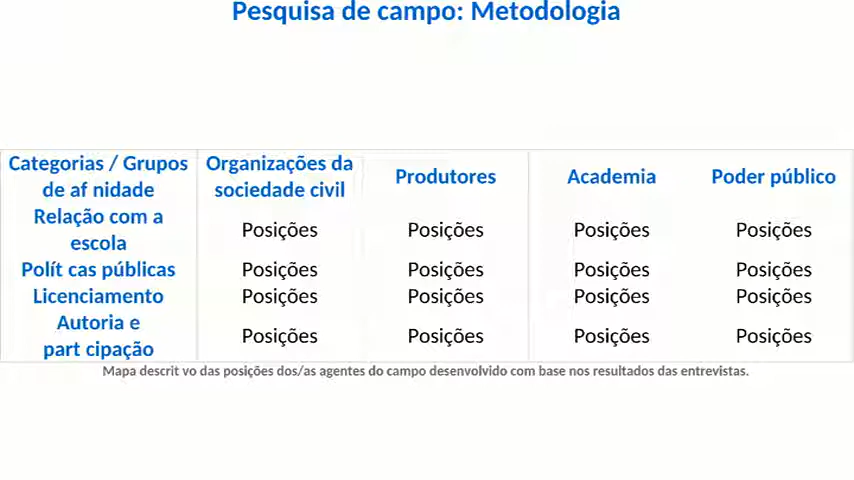 Pesquisa de campo: Metodologia
Categorias / Grupos de af nidade Organizações da sociedade civil Produtores Academia Poder público
Relação com a escola Posições Posições Posições Posições
Polít cas públicas Posições Posições Posições Posições
Licenciamento Posições Posições Posições Posições
Autoria e part cipação Posições Posições Posições Posições
Mapa descrit vo das posições dos/as agentes do campo desenvolvido com base nos resultados das entrevistas.